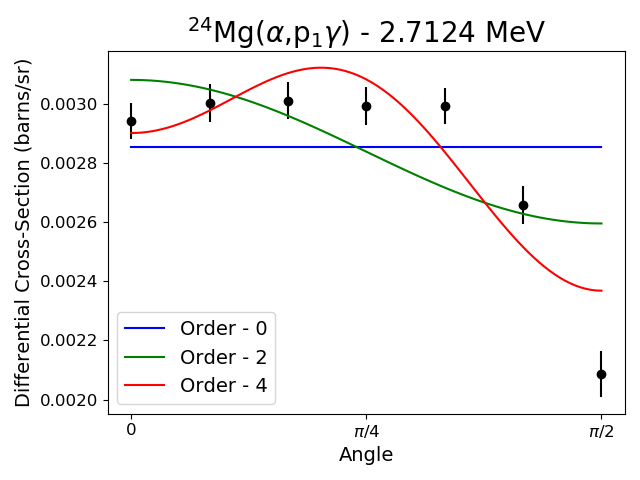 ²⁴Mg(α,p₁γ) - 2.7124 MeV
Differential Cross-Section (barns/sr)
0.0030
0.0028
0.0026
0.0024
0.0022
0.0020
Order - 0
Order - 2
Order - 4
0
π/4
π/2
Angle